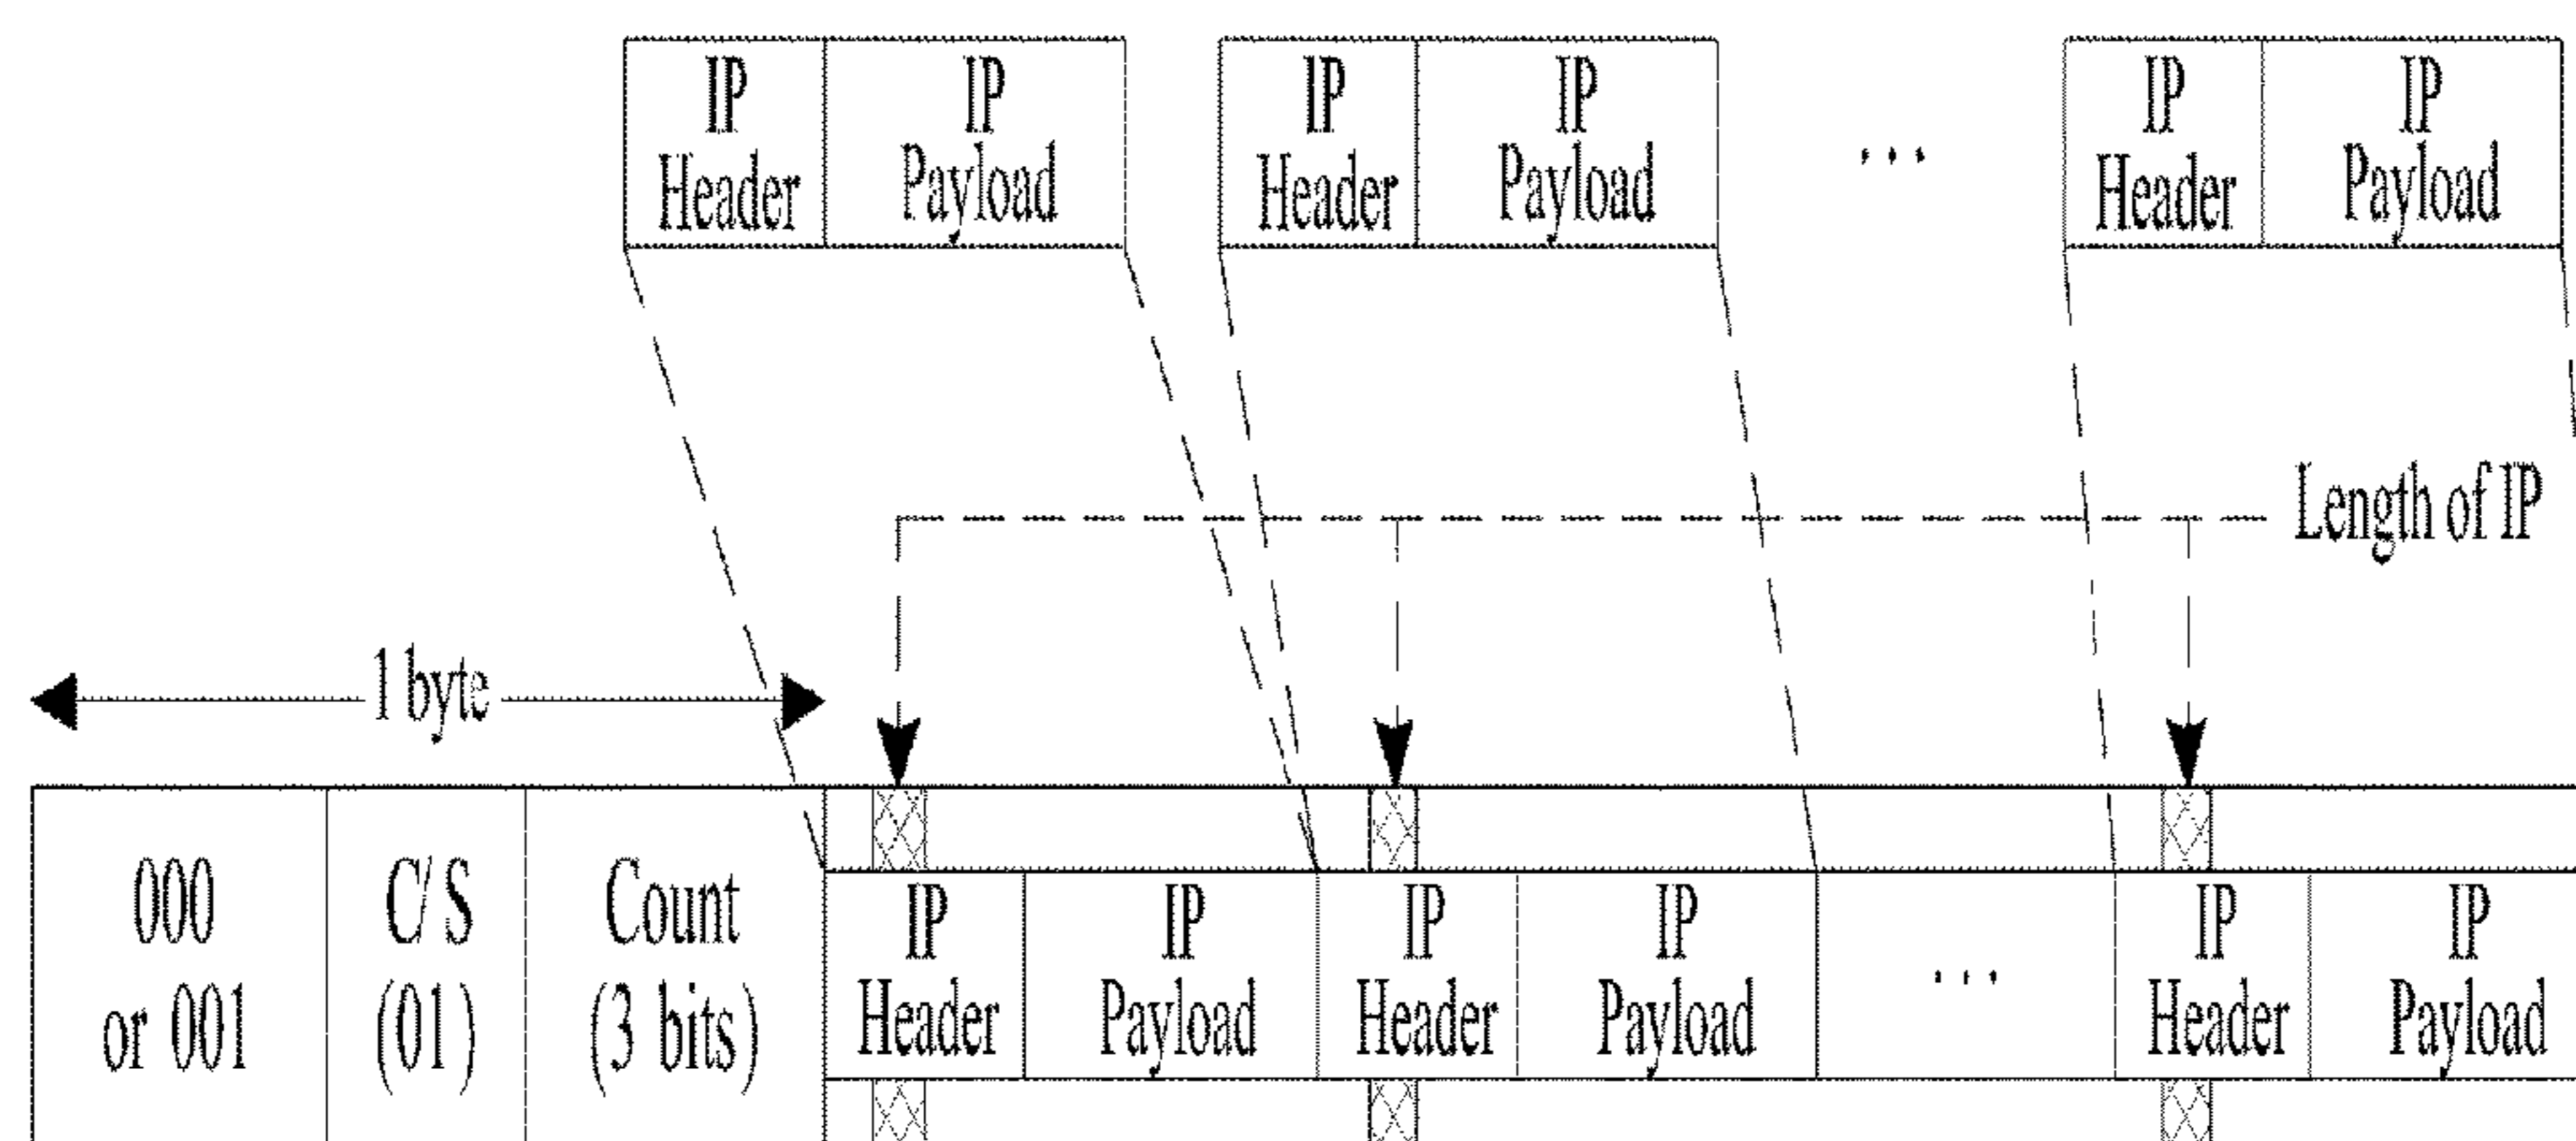 IP
Header
IP
Payload
IP
Header
IP
Payload
...
IP
Header
IP
Payload
Length of IP
1 byte
000
or 001
C/S
(01)
Count
(3 bits)
IP
Header
IP
Payload
IP
Header
IP
Payload
...
IP
Header
IP
Payload